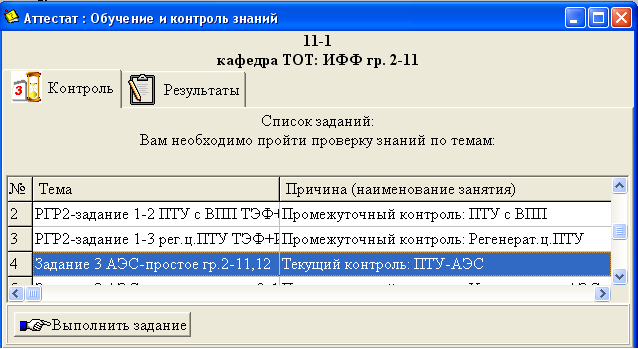 Аттестат : Обучение и контроль знаний
11-1
кафедра ТОТ: ИФФ гр. 2-11
Контроль
Результаты
Список заданий:
Вам необходимо пройти проверку знаний по темам:
№ Тема Причина (наименование занятия)
2 РГР2-задание 1-2 ПТУ с ВПП ТЭФ+ Промежуточный контроль: ПТУ с ВПП
3 РГР2-задание 1-3 рег.ц.ПТУ ТЭФ+ Промежуточный контроль: Регенерат.ц.ПТУ
4 Задание 3 АЭС-простое гр.2-11,12 Текущий контроль: ПТУ-АЭС
Выполнить задание